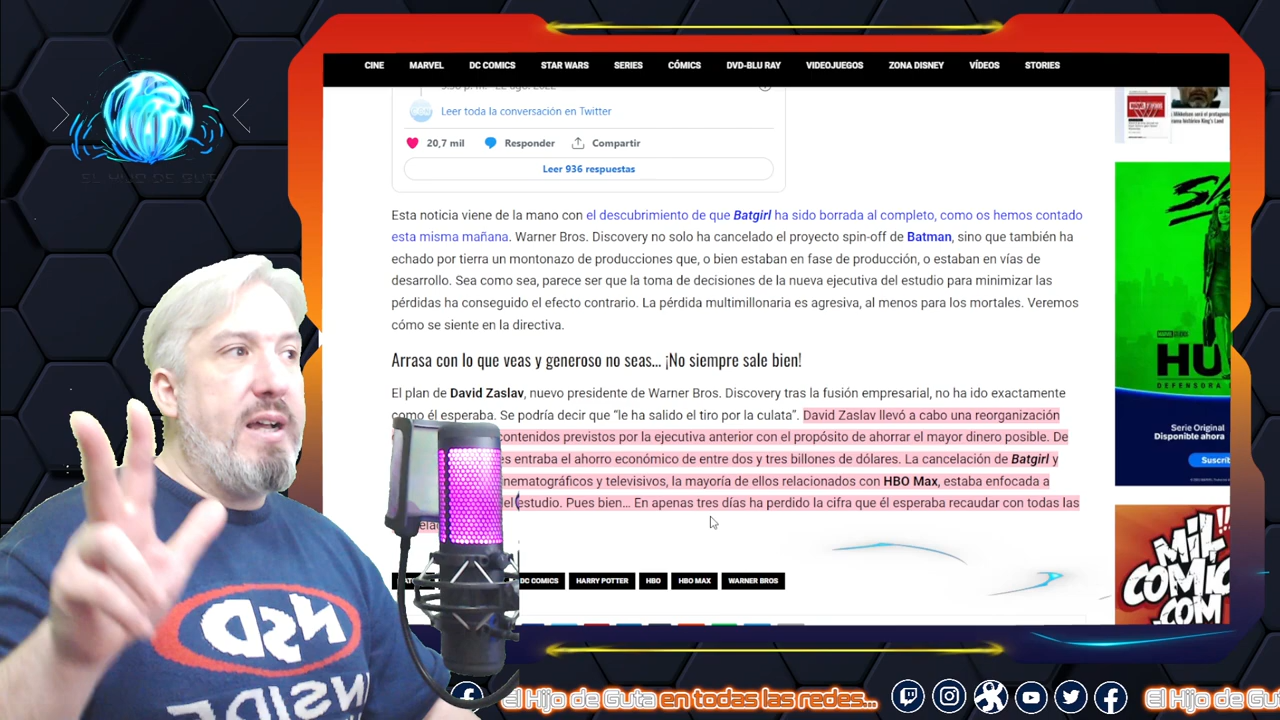 CINE MARVEL DC COMICS STAR WARS SERIES CÓMICS DVD-BLU RAY VIDEOJUEGOS ZONA DISNEY VÍDEOS STORIES
Leer toda la conversación en Twitter
20,7 mil Responder Compartir
Leer 936 respuestas
Esta noticia viene de la mano con el descubrimiento de que Batgirl ha sido borrada al completo, como os hemos contado
esta misma mañana. Warner Bros. Discovery no solo ha cancelado el proyecto spin-off de Batman, sino que también ha
echado por tierra un montonazo de producciones que, o bien estaban en fase de producción, o estaban en vías de
desarrollo. Sea como sea, parece ser que la toma de decisiones de la nueva ejecutiva del estudio para minimizar las
pérdidas ha conseguido el efecto contrario. La pérdida multimillonaria es agresiva, al menos para los mortales. Veremos
cómo se siente en la directiva.
Arrasa con lo que veas y generoso no seas... ¡No siempre sale bien!
El plan de David Zaslav, nuevo presidente de Warner Bros. Discovery tras la fusión empresarial, no ha ido exactamente
como él esperaba. Se podría decir que “le ha salido el tiro por la culata”. David Zaslav llevó a cabo una reorganización
contenidos previstos por la ejecutiva anterior con el propósito de ahorrar el mayor dinero posible. De
entraba el ahorro económico de entre dos y tres billones de dólares. La cancelación de Batgirl y
nematográficos y televisivos, la mayoría de ellos relacionados con HBO Max, estaba enfocada a
el estudio. Pues bien... En apenas tres días ha perdido la cifra que él esperaba recaudar con todas las
DC COMICS HARRY POTTER HBO HBO MAX WARNER BROS
HU
DEFENSORA
Serie Original
Disponible ahora
Suscrí
MIL
COMIC
.COM
EL HIJO DE GUTA
NSD
INSIDE
El Hijo de Guta en todas las redes... El Hijo de Gu